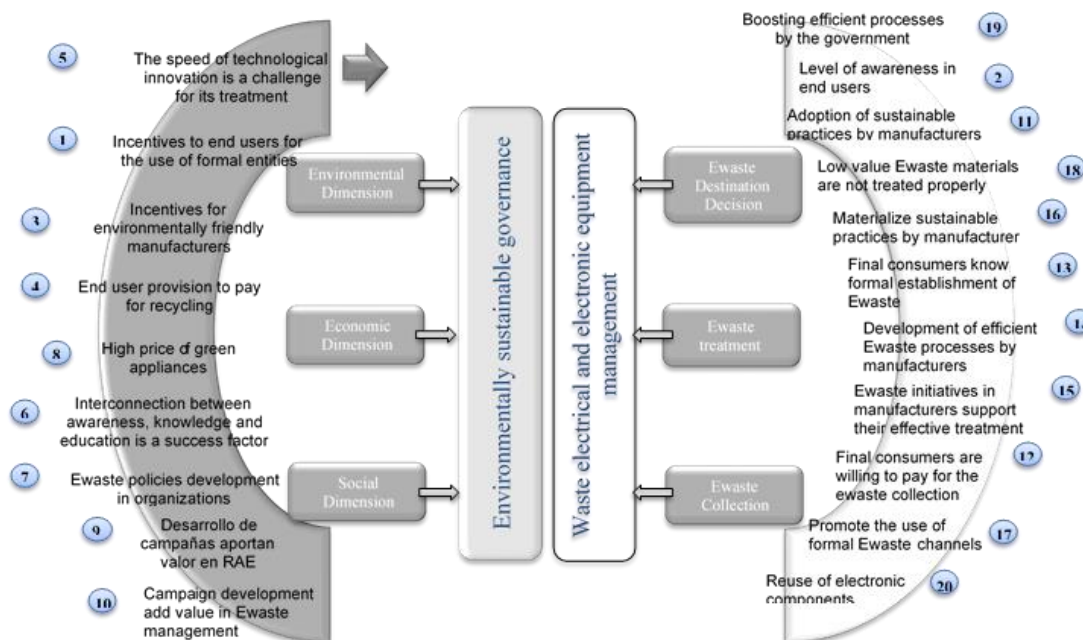 5
The speed of technological
innovation is a challenge
for its treatment
1
Incentives to end users for
the use of formal entities
3
Incentives for
environmentally friendly
manufacturers
4
End user provision to pay
for recycling
8
High price of green
appliances
6
Interconnection between
awareness, knowledge and
education is a success factor
7
Ewaste policies development
in organizations
9
Desarrollo de
campañas aportan
valor en RAE
10
Campaign development
add value in Ewaste
management
Environmental
Dimension
Economic
Dimension
Social
Dimension
Environmentally sustainable governance
Waste electrical and electronic equipment
management
Ewaste
Destination
Decision
Ewaste
treatment
Ewaste
Collection
Boosting efficient processes
by the government
19
Level of awareness in
end users
2
Adoption of sustainable
practices by manufacturers
11
Low value Ewaste materials
are not treated properly
18
Materialize sustainable
practices by manufacturer
16
Final consumers know
formal establishment of
Ewaste
13
Development of efficient
Ewaste processes by
manufacturers
Ewaste initiatives in
manufacturers support
their effective treatment
15
Final consumers are
willing to pay for the
ewaste collection
12
Promote the use of
formal Ewaste channels
17
Reuse of electronic
components
20